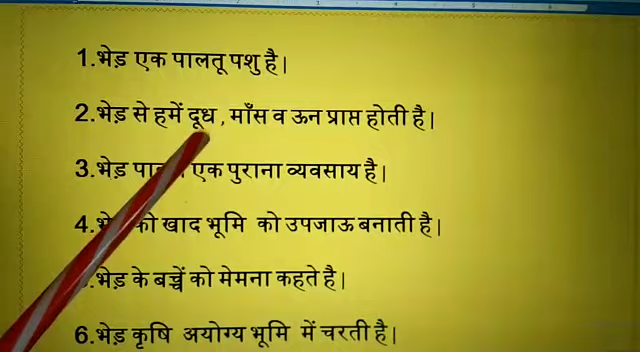 1.भेड़ एक पालतू पशु है|
2.भेड़ से हमें दूध , माँस व ऊन प्राप्त होती है|
3.भेड़ एक पुराना व्यवसाय है|
4. को खाद भूमि को उपजाऊ बनाती है|
.भेड़ के बच्चें को मेमना कहते है|
6.भेड़ कृषि अयोग्य भूमि में चरती है|